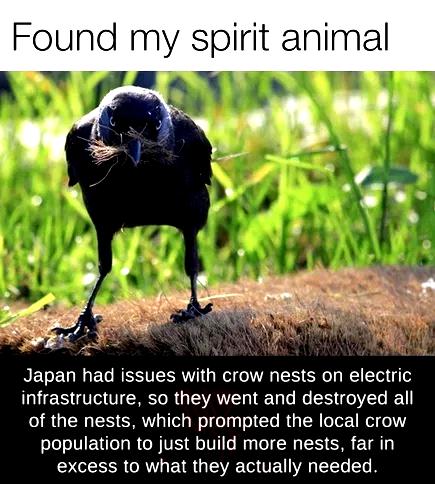 Found my spirit animal
Japan had issues with crow nests on electric
infrastructure, so they went and destroyed all
of the nests, which prompted the local crow
population to just build more nests, far in
excess to what they actually needed.